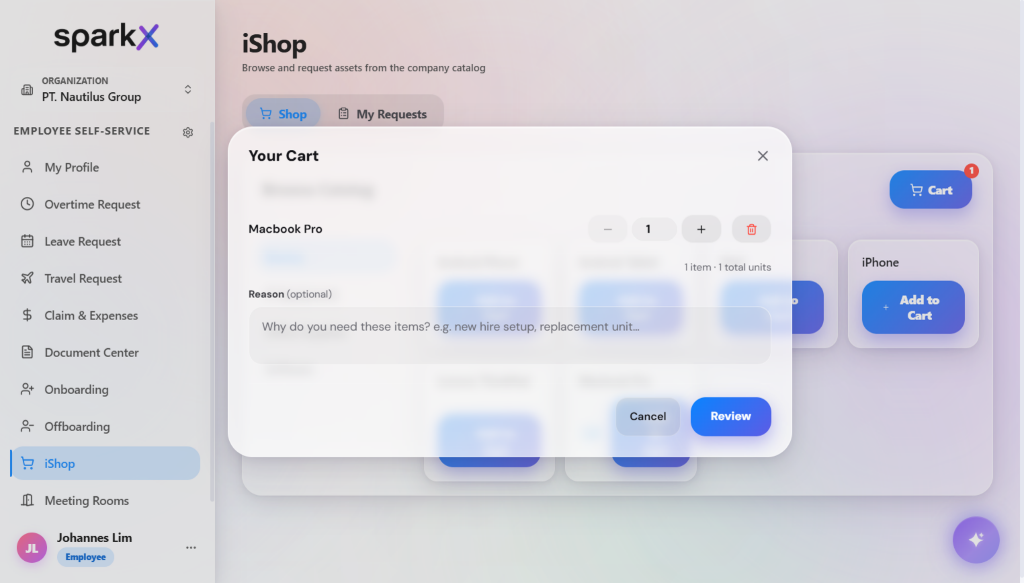 sparkX
ORGANIZATION
PT. Nautilus Group
EMPLOYEE SELF-SERVICE
My Profile
Overtime Request
Leave Request
Travel Request
Claim & Expenses
Document Center
Onboarding
Offboarding
iShop
Meeting Rooms
JL
Johannes Lim
Employee
iShop
Browse and request assets from the company catalog
Shop
My Requests
Cart
1
iPhone
+ Add to
Cart
Your Cart
Macbook Pro
− 1 +
1 item · 1 total units
Reason (optional)
Why do you need these items? e.g. new hire setup, replacement unit…
Cancel
Review